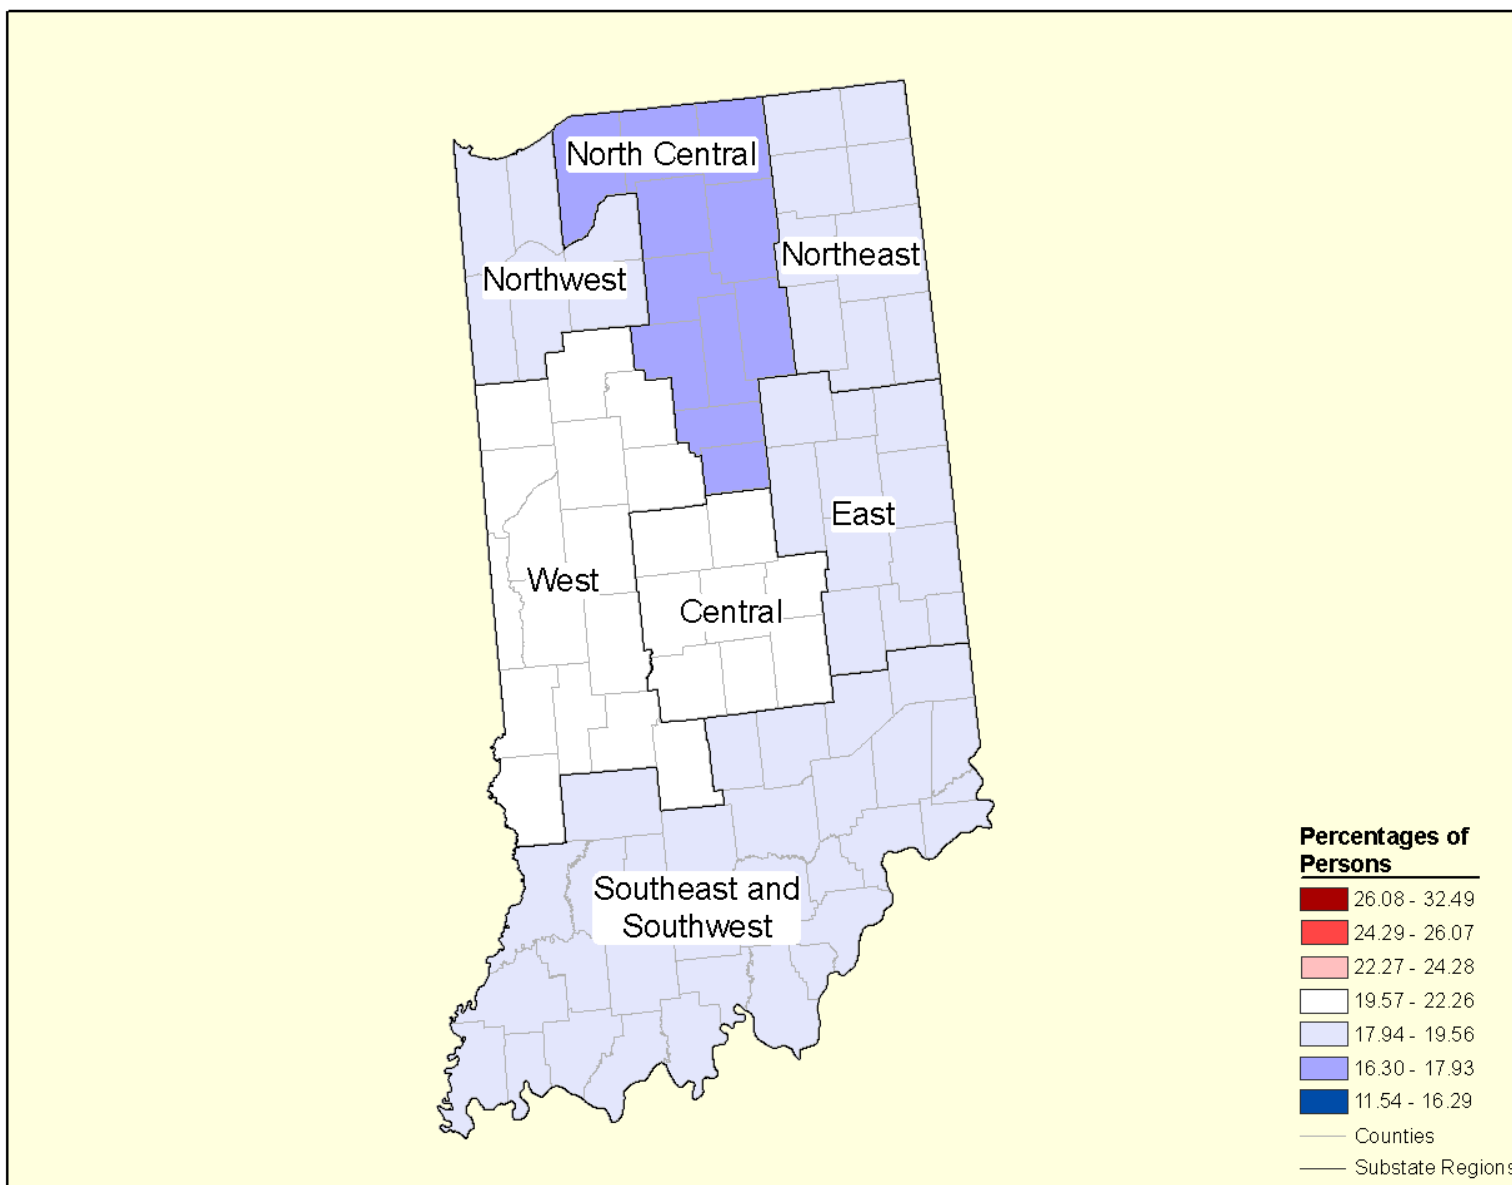 North Central
Northeast
Northwest
East
West
Central
Southeast and
Southwest
Percentages of
Persons
26.08 - 32.49
24.29 - 26.07
22.27 - 24.28
19.57 - 22.26
17.94 - 19.56
16.30 - 17.93
11.54 - 16.29
Counties
Substate Regions